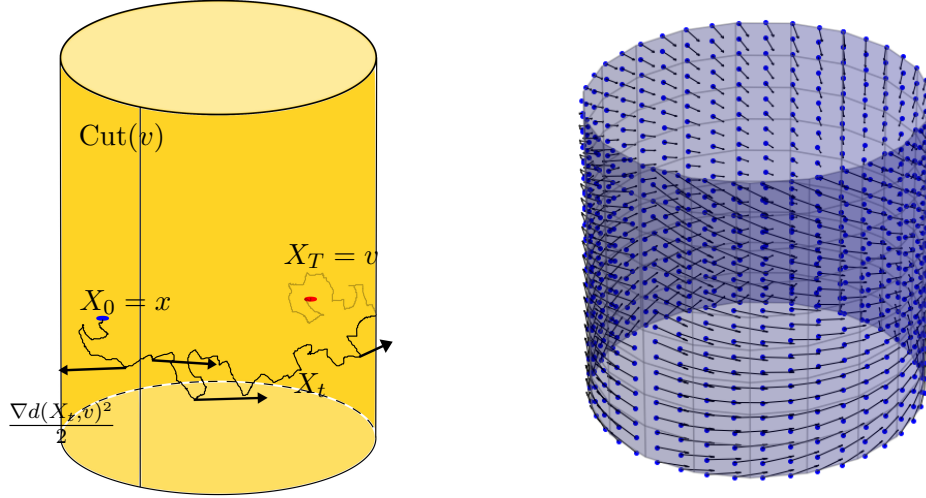 Cut(v)
X_T = v
X_0 = x
X_t
∇d(X_t,v)^2
2